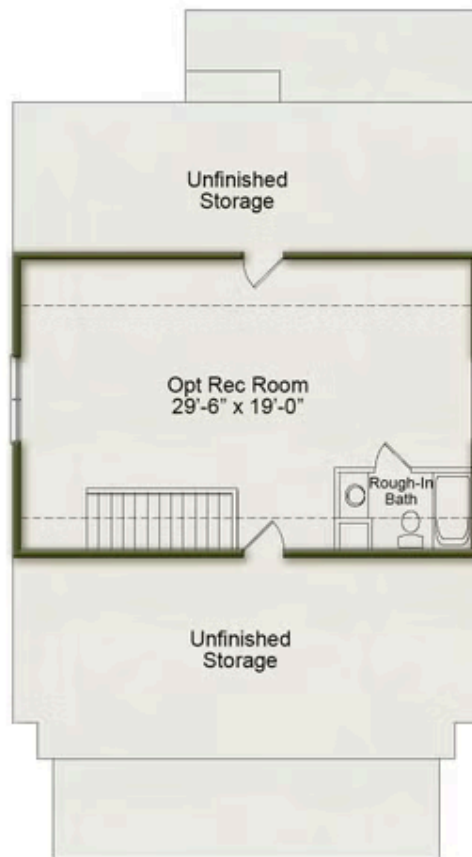 Unfinished
Storage
Opt Rec Room
29'-6" x 19'-0"
Rough-In
Bath
Unfinished
Storage